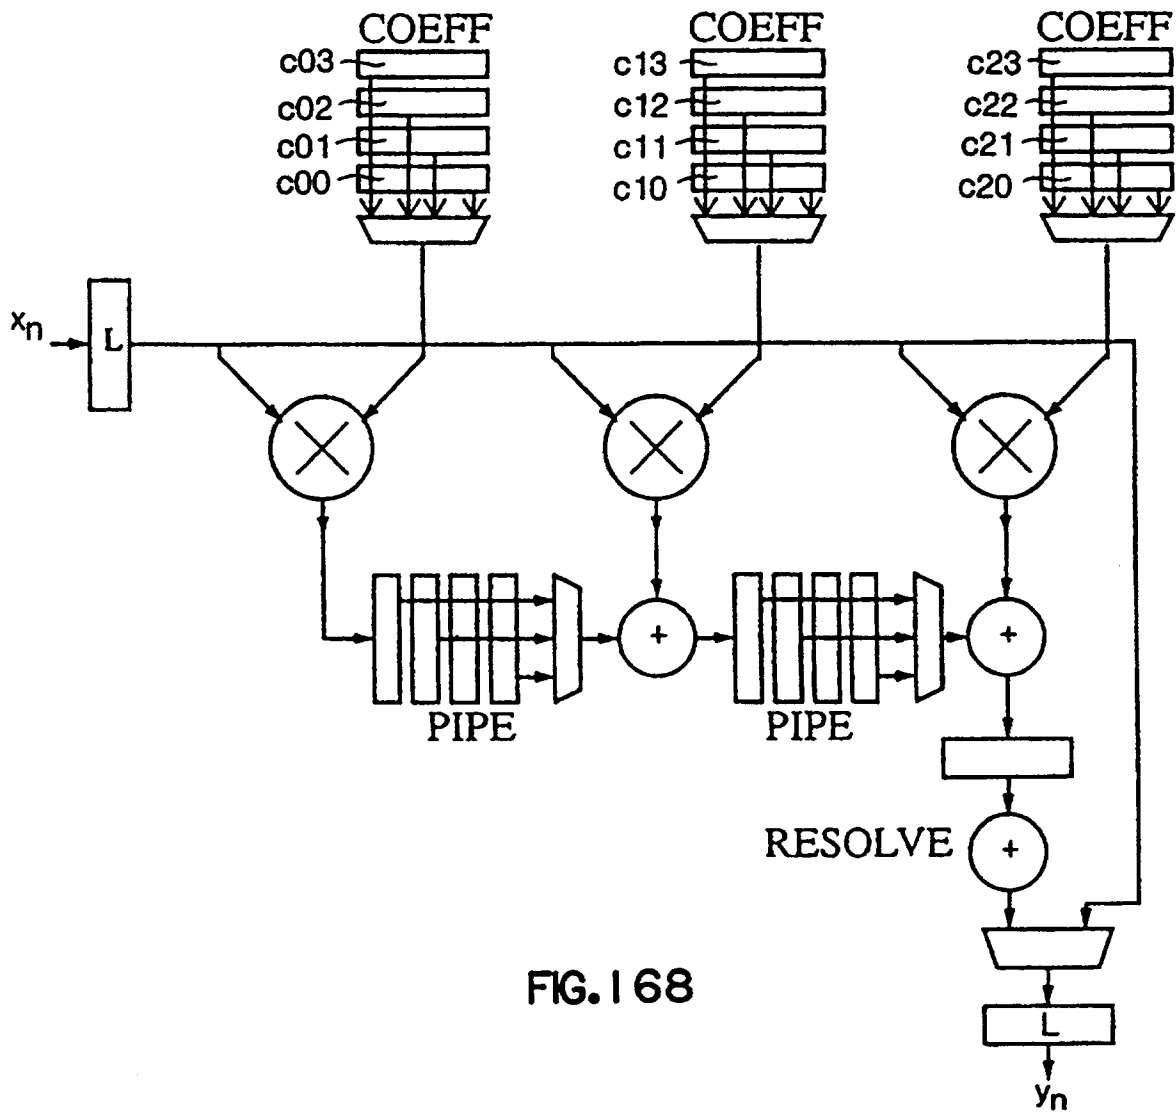 COEFF COEFF COEFF
c03 c13 c23
c02 c12 c22
c01 c11 c21
c00 c10 c20
xn
L
+ +
PIPE PIPE
RESOLVE
+
FIG.168
L
yn